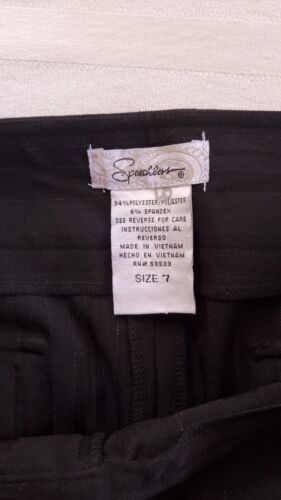 Speechless ®
94% POLYESTER/POLIESTER
6% SPANDEX
SEE REVERSE FOR CARE
INSTRUCCIONES AL
REVERSO
MADE IN VIETNAM
HECHO EN VIETNAM
RN# 59539
SIZE 7